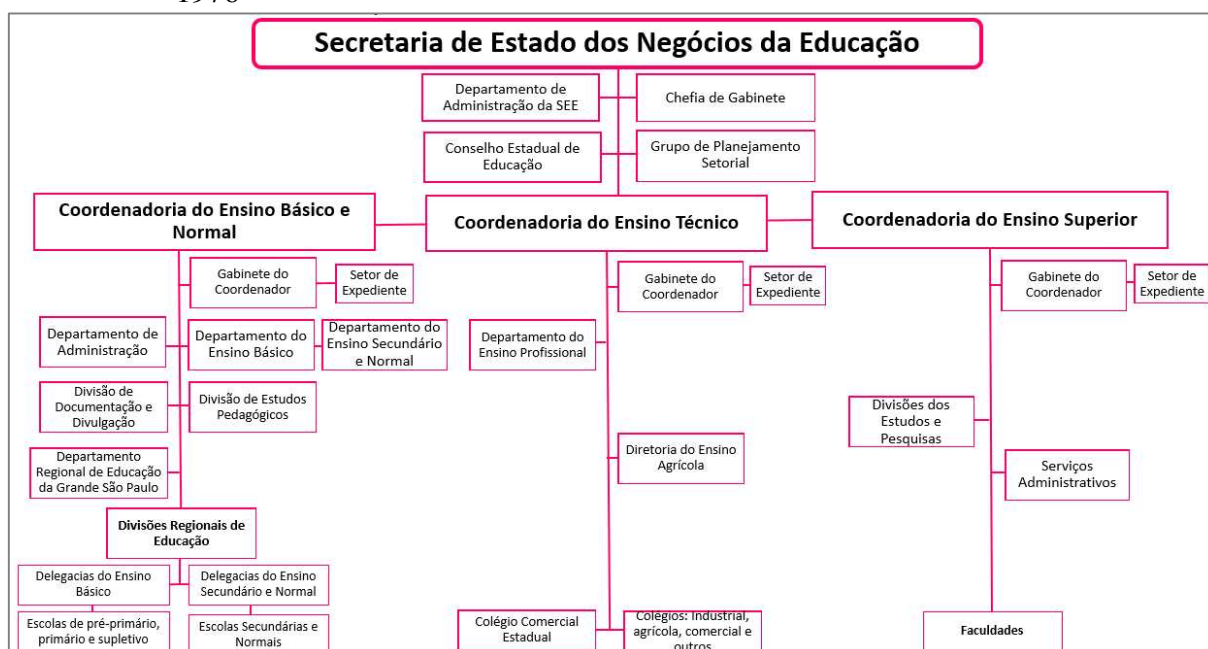 1976
Secretaria de Estado dos Negócios da Educação
Departamento de
Administração da SEE
Chefia de Gabinete
Conselho Estadual de
Educação
Grupo de Planejamento
Setorial
Coordenadoria do Ensino Básico e
Normal
Coordenadoria do Ensino Técnico
Coordenadoria do Ensino Superior
Gabinete do
Coordenador
Setor de
Expediente
Gabinete do
Coordenador
Setor de
Expediente
Gabinete do
Coordenador
Setor de
Expediente
Departamento de
Administração
Departamento do
Ensino Básico
Departamento do
Ensino Secundário
e Normal
Departamento do
Ensino Profissional
Divisão de
Documentação e
Divulgação
Divisão de Estudos
Pedagógicos
Divisões dos
Estudos e
Pesquisas
Departamento
Regional de Educação
da Grande São Paulo
Diretoria do Ensino
Agrícola
Serviços
Administrativos
Divisões Regionais de
Educação
Delegacias do Ensino
Básico
Delegacias do Ensino
Secundário e Normal
Escolas de pré-primário,
primário e supletivo
Escolas Secundárias e
Normais
Colégio Comercial
Estadual
Colégios: Industrial,
agrícola, comercial e
outros
Faculdades